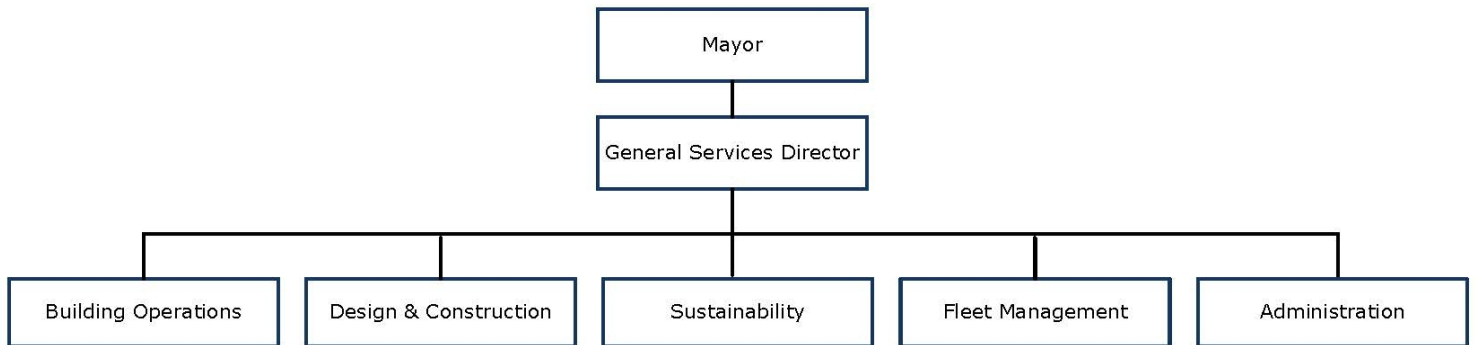 Mayor
General Services Director
Building Operations
Design & Construction
Sustainability
Fleet Management
Administration